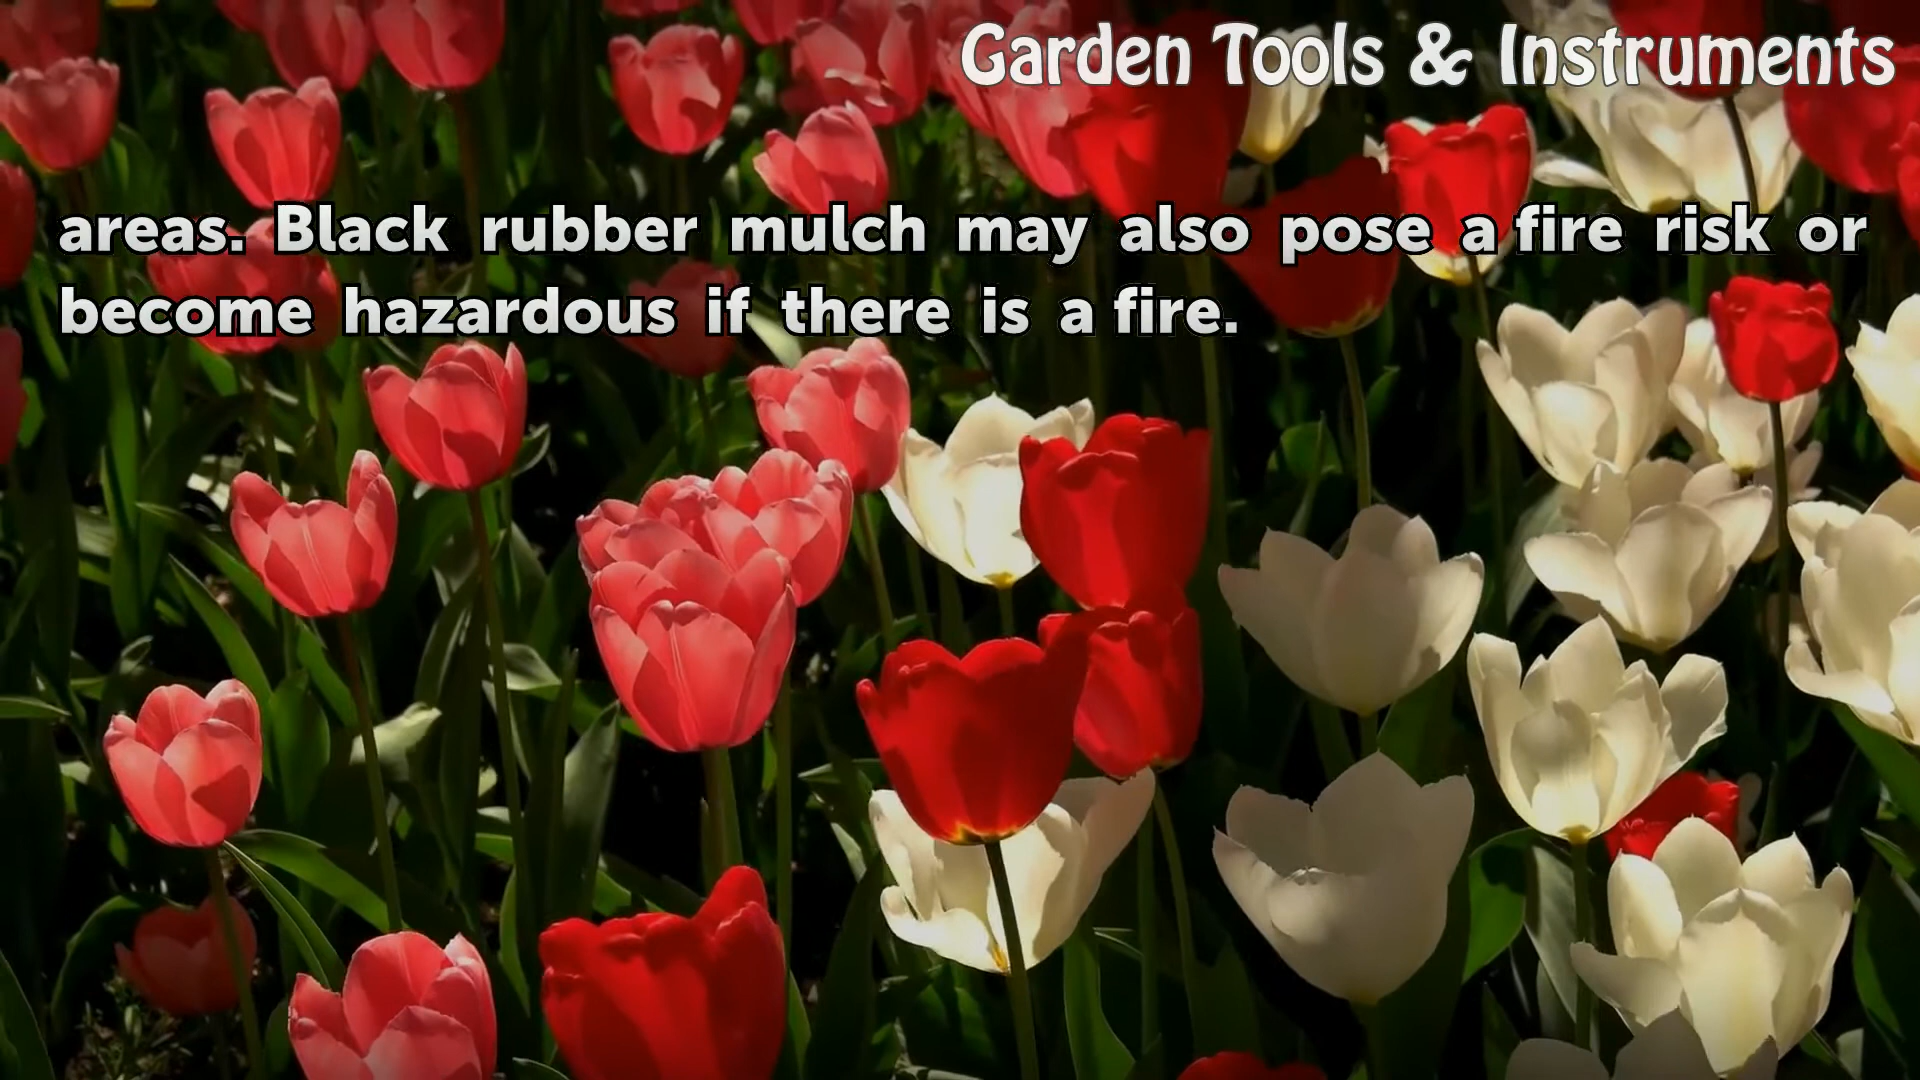 Garden Tools & Instruments
areas. Black rubber mulch may also pose a fire risk or
become hazardous if there is a fire.